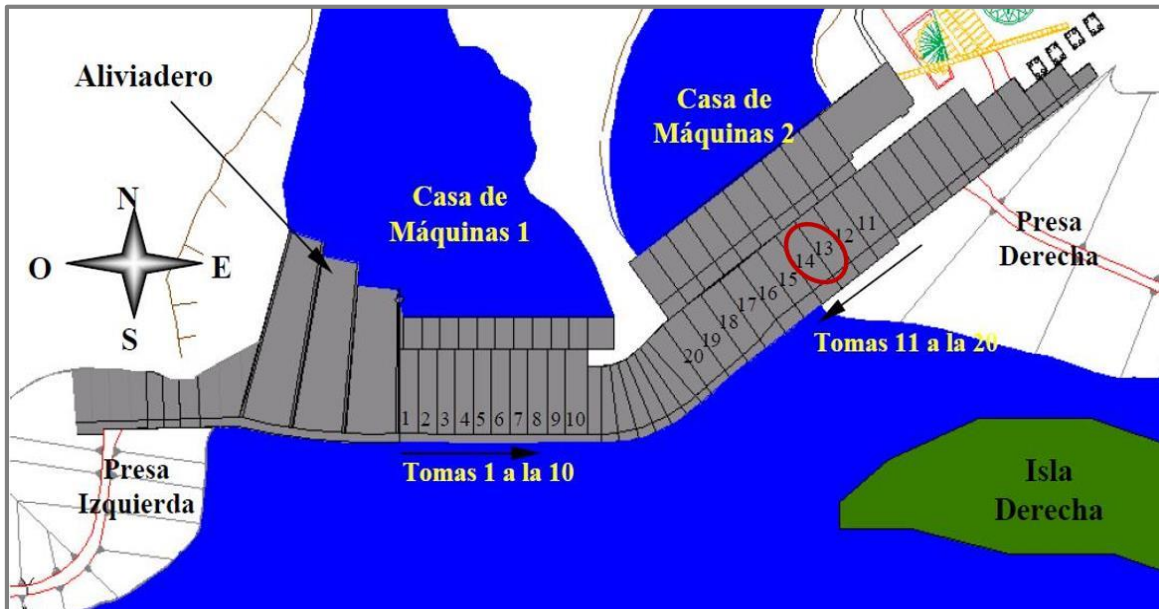 Aliviadero
N
O
E
S
Casa de
Máquinas 1
Casa de
Máquinas 2
Presa
Derecha
11
12
13
14
15
16
17
18
19
20
Tomas 11 a la 20
1 2 3 4 5 6 7 8 9 10
Tomas 1 a la 10
Presa
Izquierda
Isla
Derecha